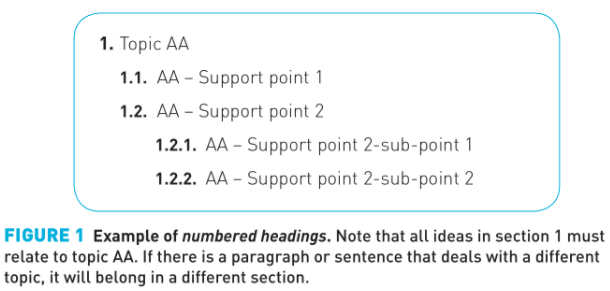 1. Topic AA
1.1. AA – Support point 1
1.2. AA – Support point 2
1.2.1. AA – Support point 2-sub-point 1
1.2.2. AA – Support point 2-sub-point 2
FIGURE 1 Example of numbered headings. Note that all ideas in section 1 must
relate to topic AA. If there is a paragraph or sentence that deals with a different
topic, it will belong in a different section.